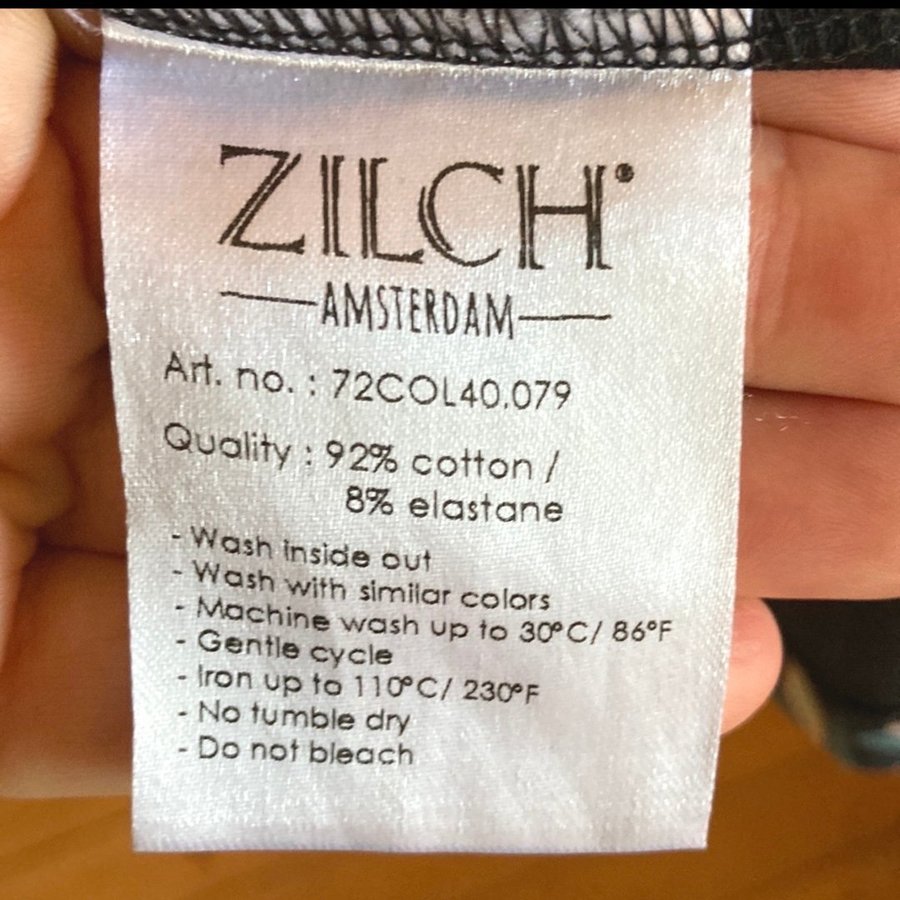 ZILCH®
AMSTERDAM
Art. no. : 72COL40.079
Quality : 92% cotton /
8% elastane
- Wash inside out
- Wash with similar colors
- Machine wash up to 30°C/ 86°F
- Gentle cycle
- Iron up to 110°C/ 230°F
- No tumble dry
- Do not bleach